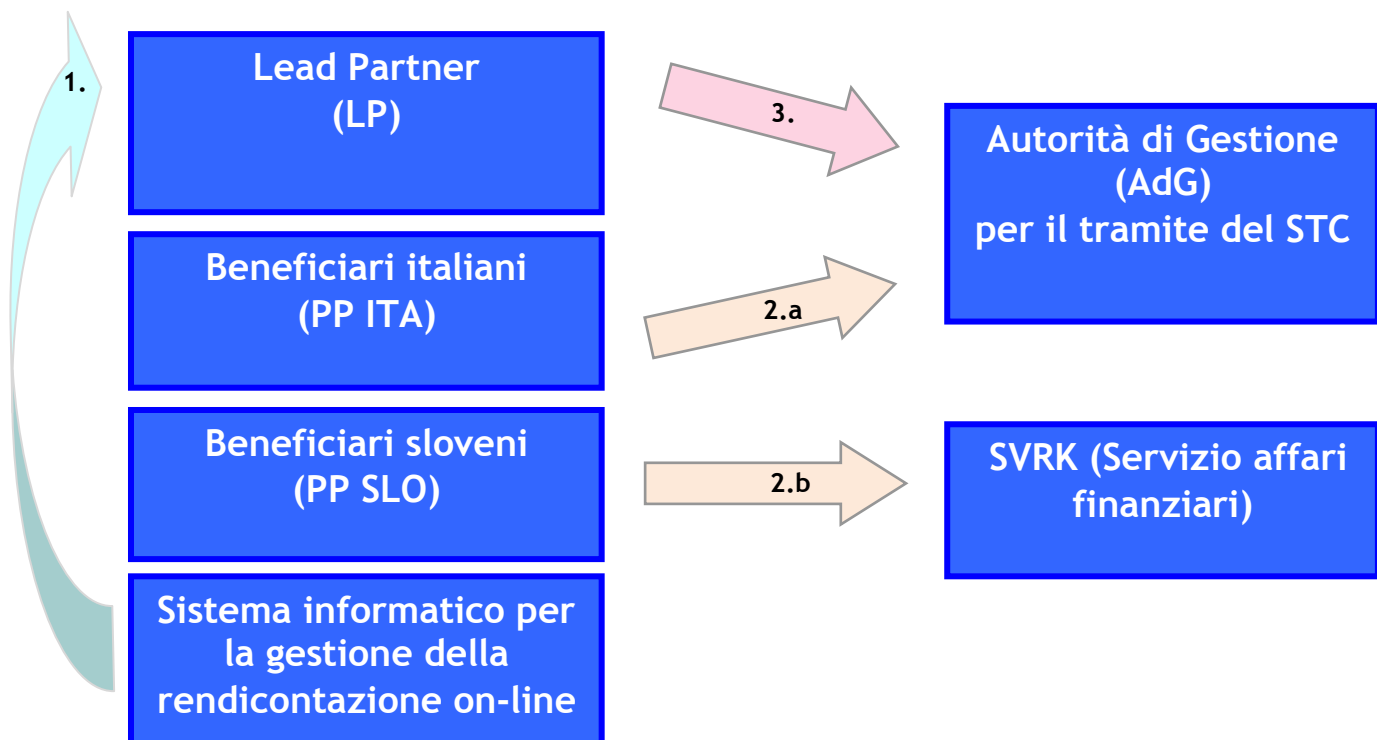 1.
Lead Partner
(LP)
3.
Autorità di Gestione
(AdG)
per il tramite del STC
Beneficiari italiani
(PP ITA)
2.a
Beneficiari sloveni
(PP SLO)
2.b
SVRK (Servizio affari
finanziari)
Sistema informatico per
la gestione della
rendicontazione on-line